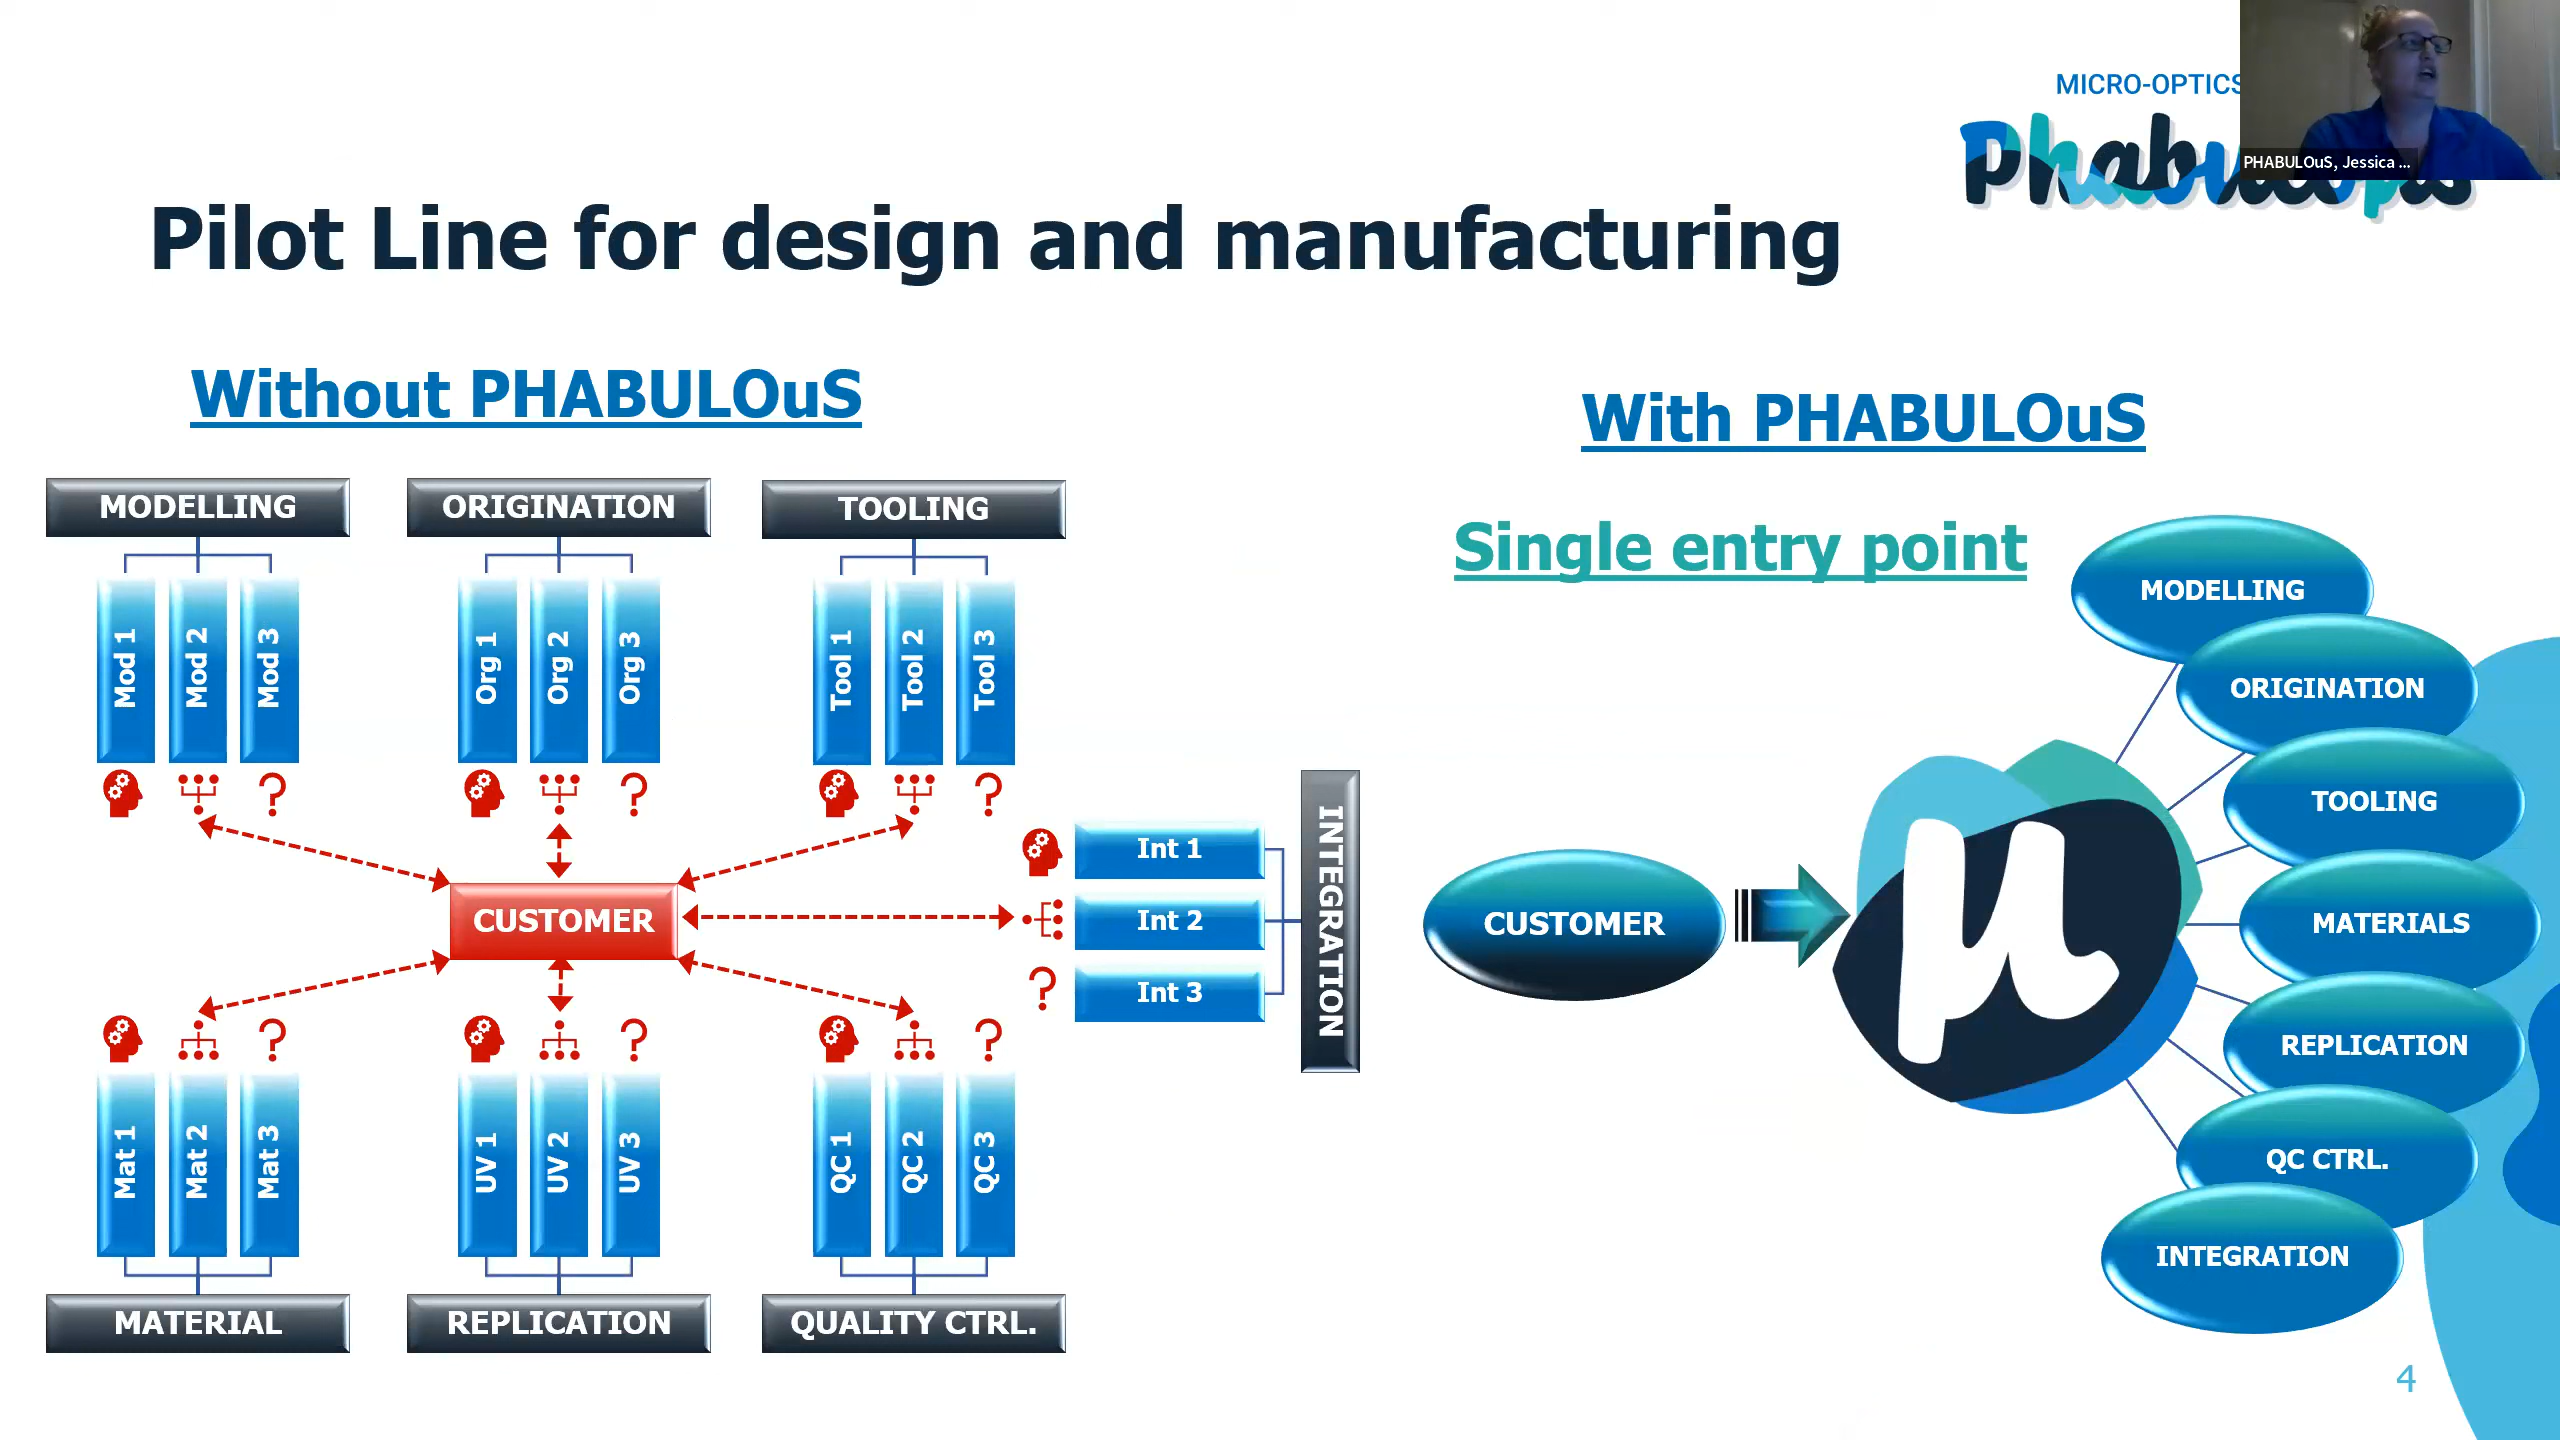 MICRO-OPTICS
PHABULOuS, Jessica ...
Pilot Line for design and manufacturing
Without PHABULOuS
MODELLING
ORIGINATION
TOOLING
Mod 1
Mod 2
Mod 3
Org 1
Org 2
Org 3
Tool 1
Tool 2
Tool 3
? ? ?
CUSTOMER
Int 1
Int 2
Int 3
?
INTEGRATION
? ? ?
Mat 1
Mat 2
Mat 3
UV 1
UV 2
UV 3
QC 1
QC 2
QC 3
MATERIAL
REPLICATION
QUALITY CTRL.
With PHABULOuS
Single entry point
CUSTOMER
µ
MODELLING
ORIGINATION
TOOLING
MATERIALS
REPLICATION
QC CTRL.
INTEGRATION
4